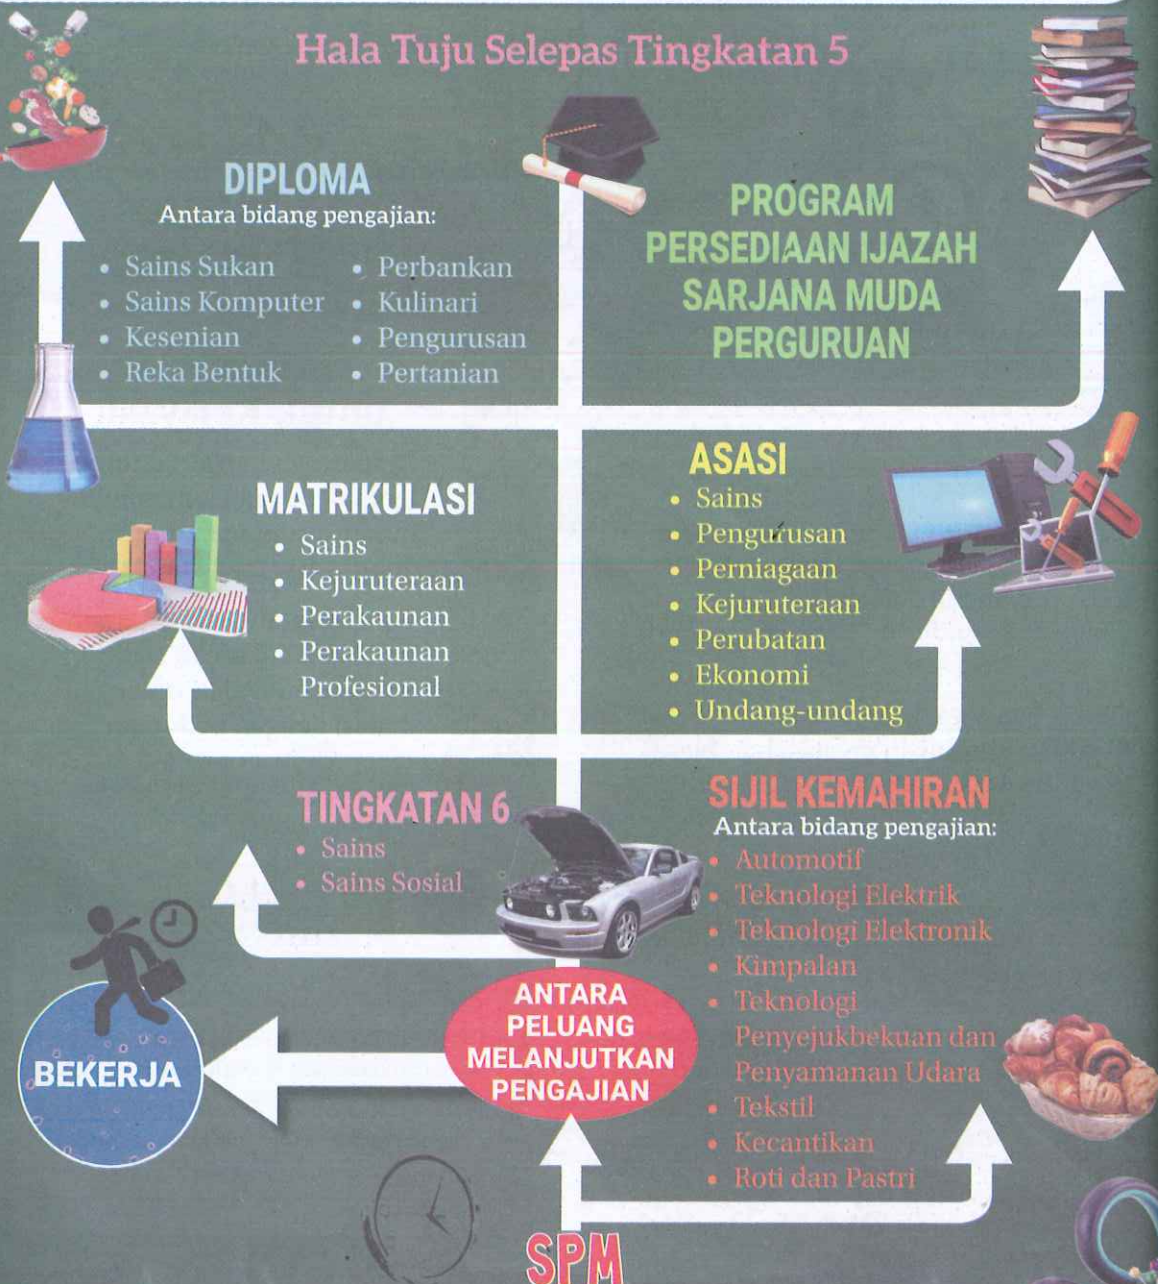 Hala Tuju Selepas Tingkatan 5
DIPLOMA
Antara bidang pengajian:
• Sains Sukan
• Sains Komputer
• Kesenian
• Reka Bentuk
• Perbankan
• Kulinari
• Pengurusan
• Pertanian
PROGRAM
PERSEDIAAN IJAZAH
SARJANA MUDA
PERGURUAN
MATRIKULASI
• Sains
• Kejuruteraan
• Perakaunan
• Perakaunan
Profesional
ASASI
• Sains
• Pengurusan
• Perniagaan
• Kejuruteraan
• Perubatan
• Ekonomi
• Undang-undang
TINGKATAN 6
• Sains
• Sains Sosial
SIJIL KEMAHIRAN
Antara bidang pengajian:
• Automotif
• Teknologi Elektrik
• Teknologi Elektronik
• Kimpalan
• Teknologi
Penyejukbekuan dan
Penyamanan Udara
• Tekstil
• Kecantikan
• Roti dan Pastri
BEKERJA
ANTARA
PELUANG
MELANJUTKAN
PENGAJIAN
SPM